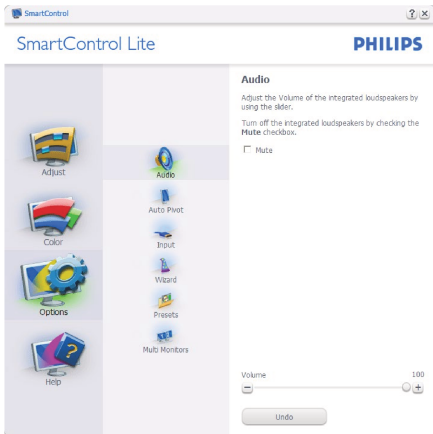 SmartControl
SmartControl Lite
PHILIPS
Adjust
Color
Options
Help
Audio
Auto Pivot
Input
Wizard
Presets
Multi Monitors
Audio
Adjust the Volume of the integrated loudspeakers by
using the slider.
Turn off the integrated loudspeakers by checking the
Mute checkbox.
Mute
Volume 100
Undo